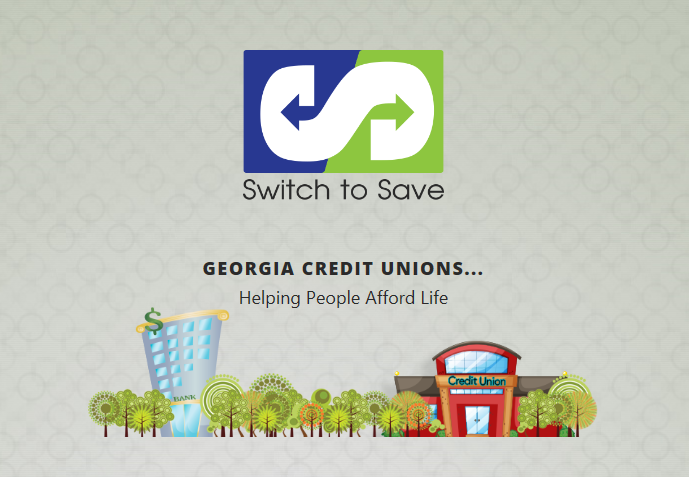 Switch to Save
GEORGIA CREDIT UNIONS...
Helping People Afford Life
$
BANK
Credit Union